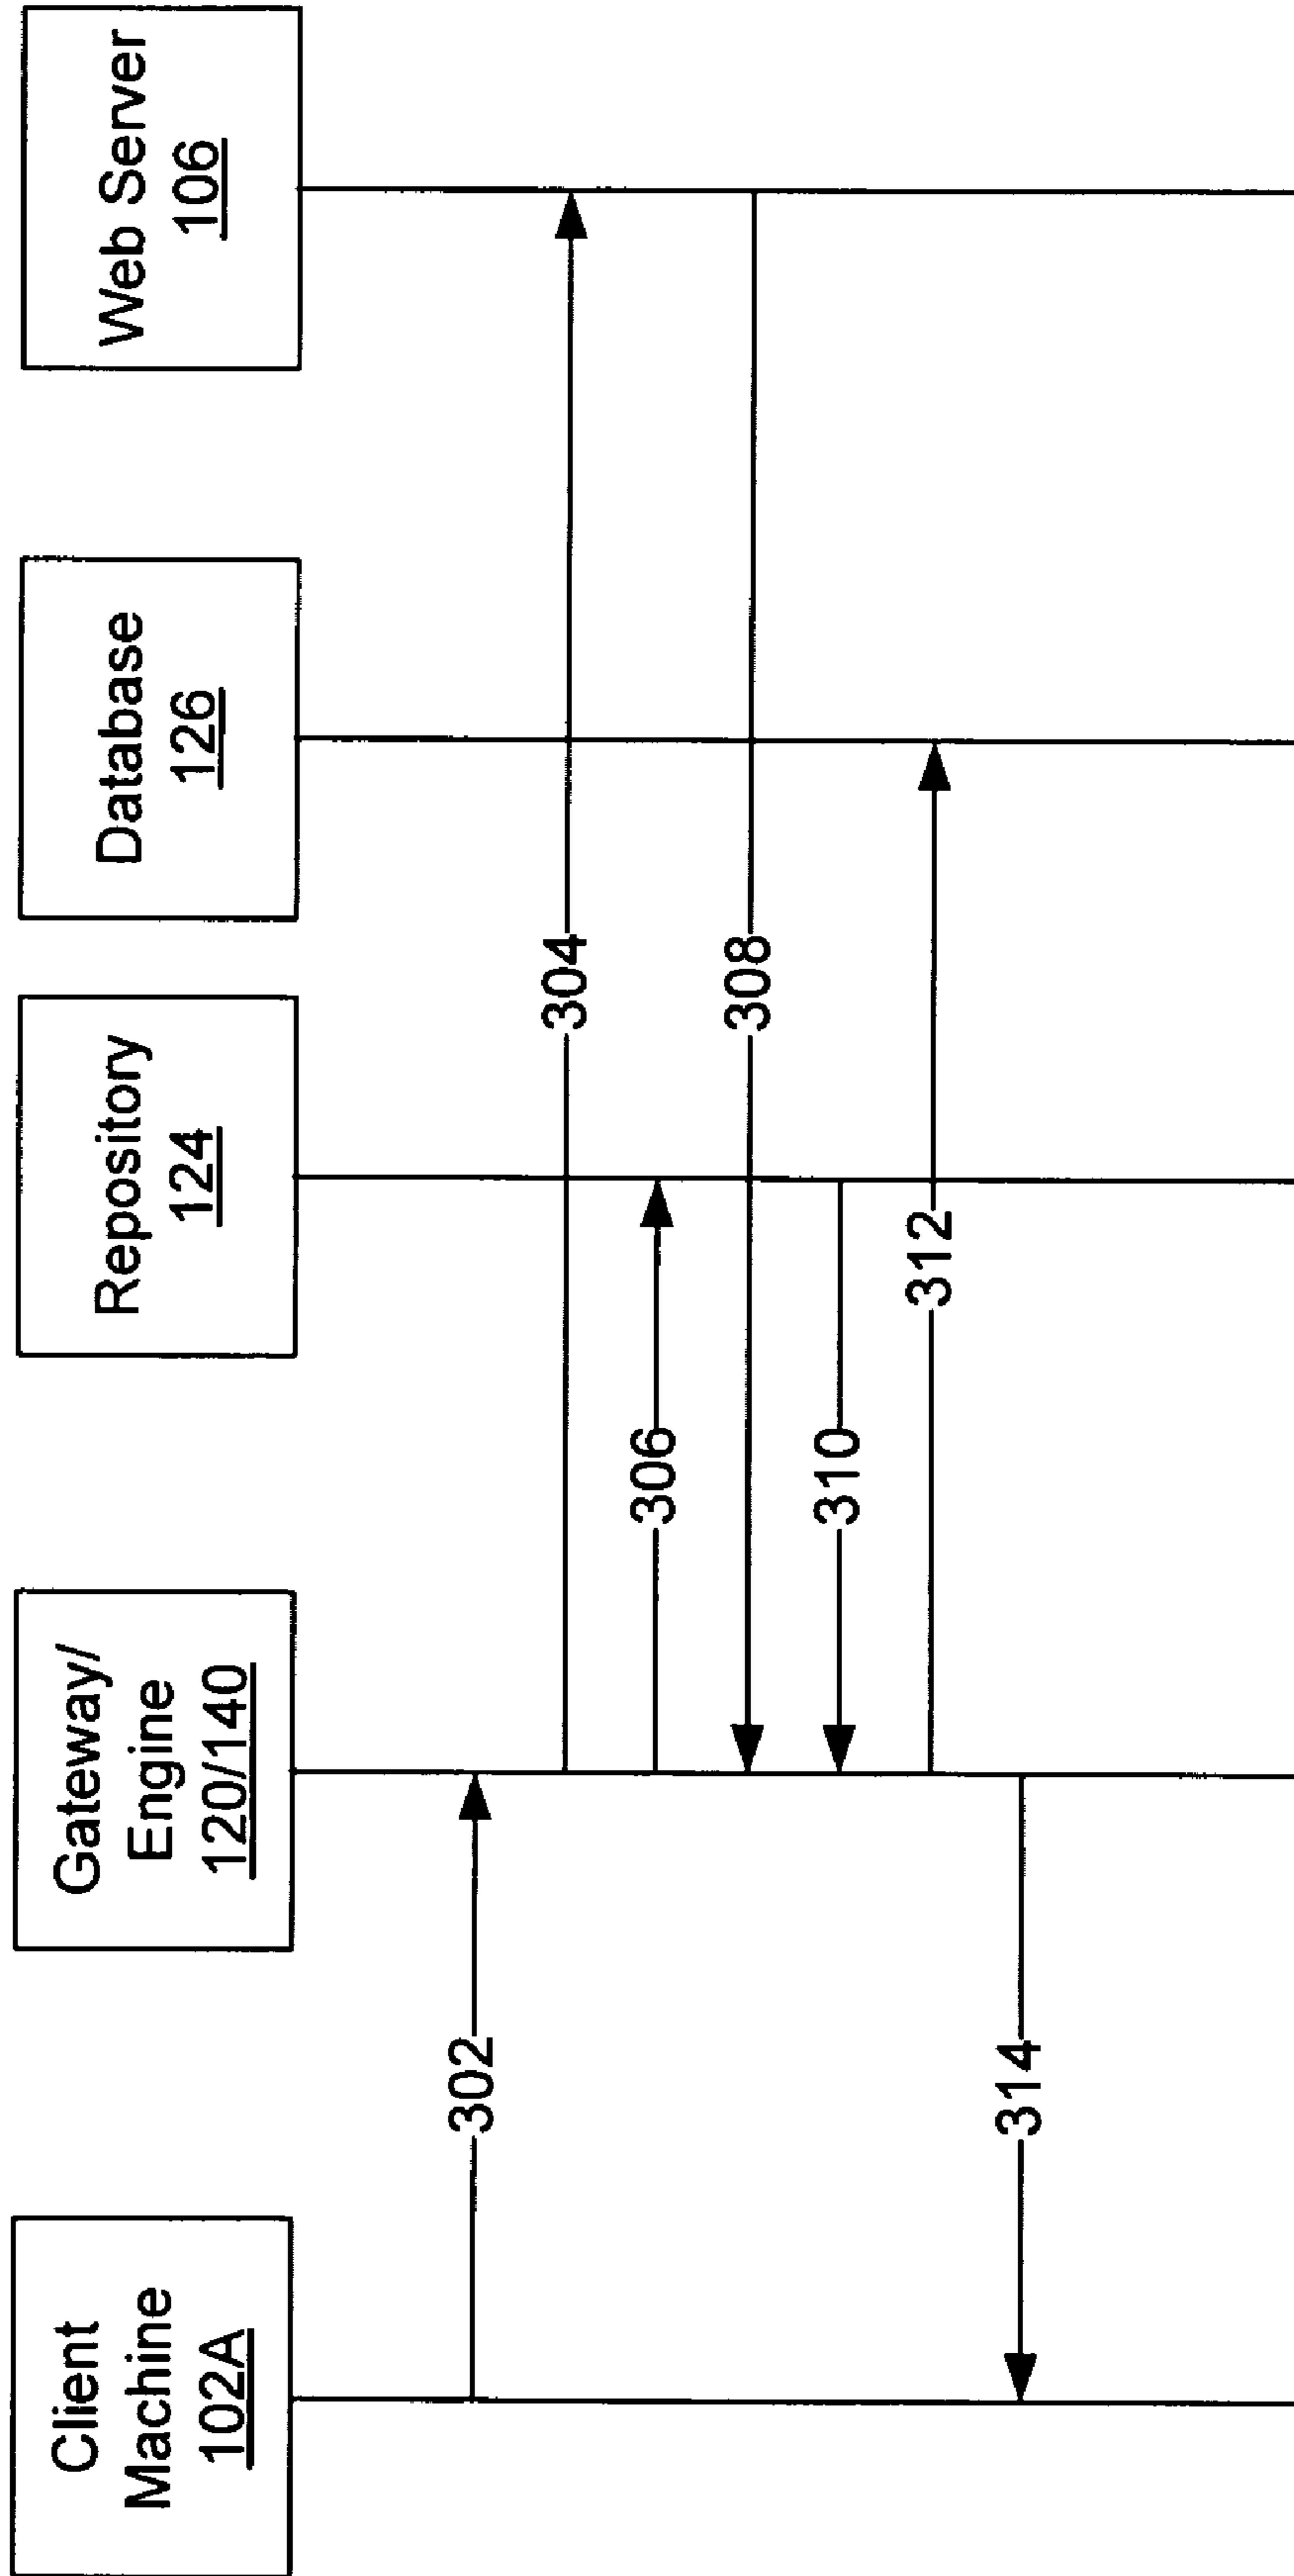 Client
Machine
102A
Gateway/
Engine
120/140
Repository
124
Database
126
Web Server
106
302
304
306
308
310
312
314